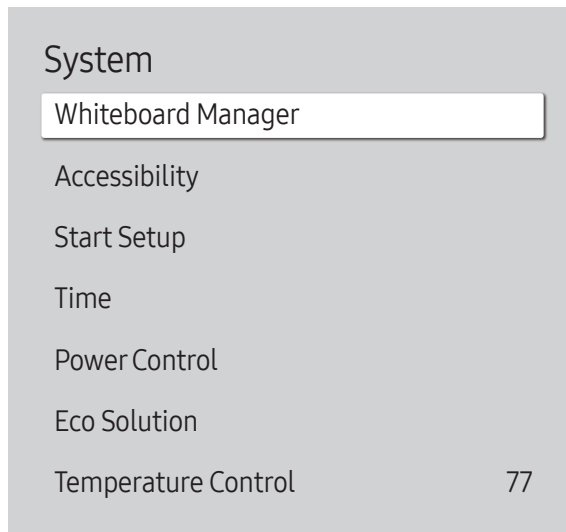 System
Whiteboard Manager
Accessibility
Start Setup
Time
Power Control
Eco Solution
Temperature Control 77